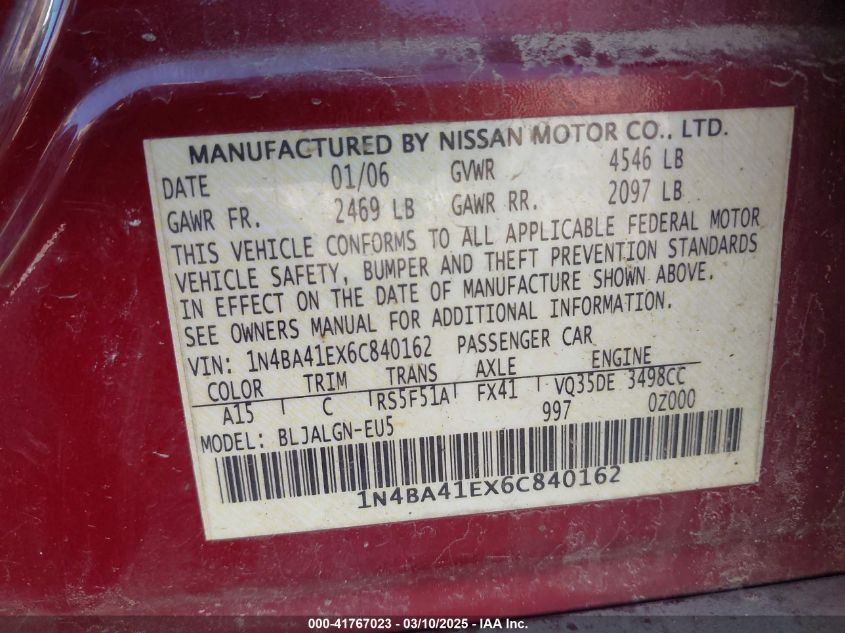 MANUFACTURED BY NISSAN MOTOR CO., LTD.
DATE 01/06 GVWR 4546 LB
GAWR FR. 2469 LB GAWR RR. 2097 LB
THIS VEHICLE CONFORMS TO ALL APPLICABLE FEDERAL MOTOR
VEHICLE SAFETY, BUMPER AND THEFT PREVENTION STANDARDS
IN EFFECT ON THE DATE OF MANUFACTURE SHOWN ABOVE.
SEE OWNERS MANUAL FOR ADDITIONAL INFORMATION.
VIN: 1N4BA41EX6C840162 PASSENGER CAR
COLOR TRIM TRANS AXLE ENGINE
A15 C RS5F51A FX41 VQ35DE 3498CC
MODEL: BLJALGN-EU5 997 0Z000
1N4BA41EX6C840162
000-41767023 — 03/10/2025 - IAA Inc.